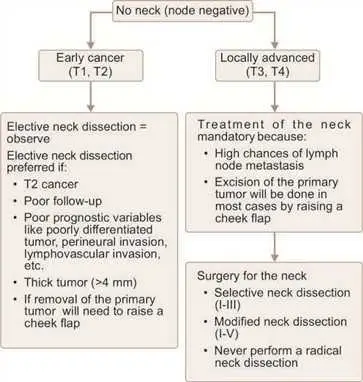 No neck (node negative)
Early cancer
(T1, T2)
Locally advanced
(T3, T4)
Elective neck dissection =
observe
Elective neck dissection
preferred if:
• T2 cancer
• Poor follow-up
• Poor prognostic variables
like poorly differentiated
tumor, perineural invasion,
lymphovascular invasion,
etc.
• Thick tumor (>4 mm)
• If removal of the primary
tumor will need to raise a
cheek flap
Treatment of the neck
mandatory because:
• High chances of lymph
node metastasis
• Excision of the primary
tumor will be done in
most cases by raising a
cheek flap
Surgery for the neck
• Selective neck dissection
(I-III)
• Modified neck dissection
(I-V)
• Never perform a radical
neck dissection